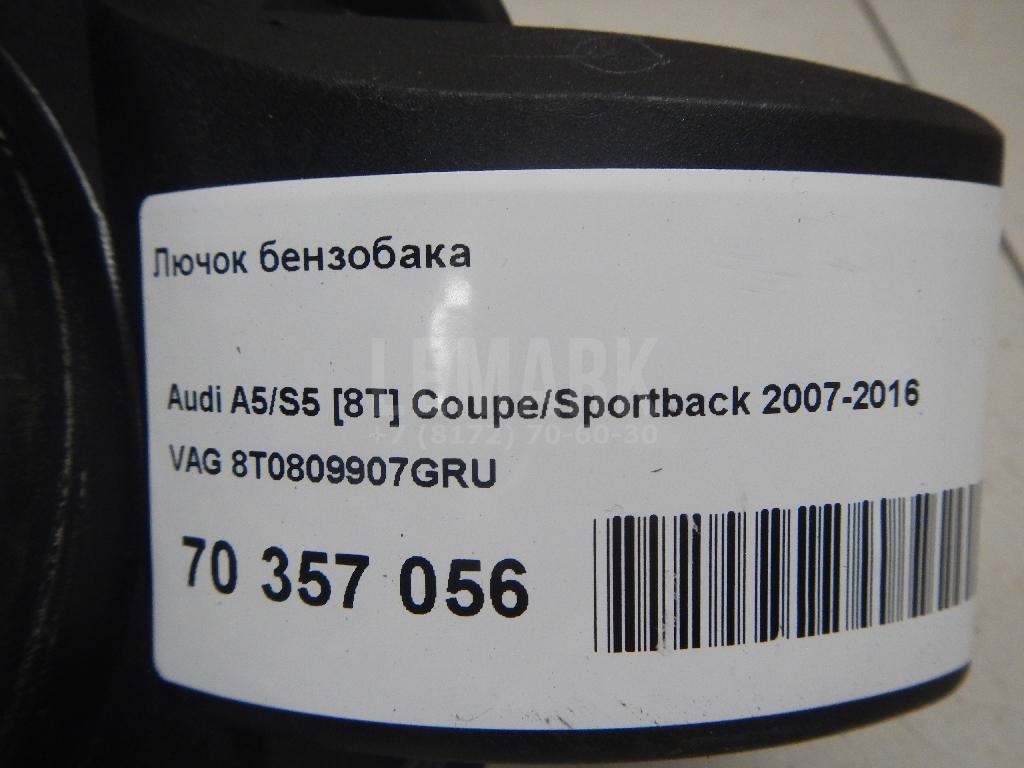 Лючок бензобака
LEMARK
Audi A5/S5 [8T] Coupe/Sportback 2007-2016
+7 (8172) 70-60-30
VAG 8T0809907GRU
70 357 056